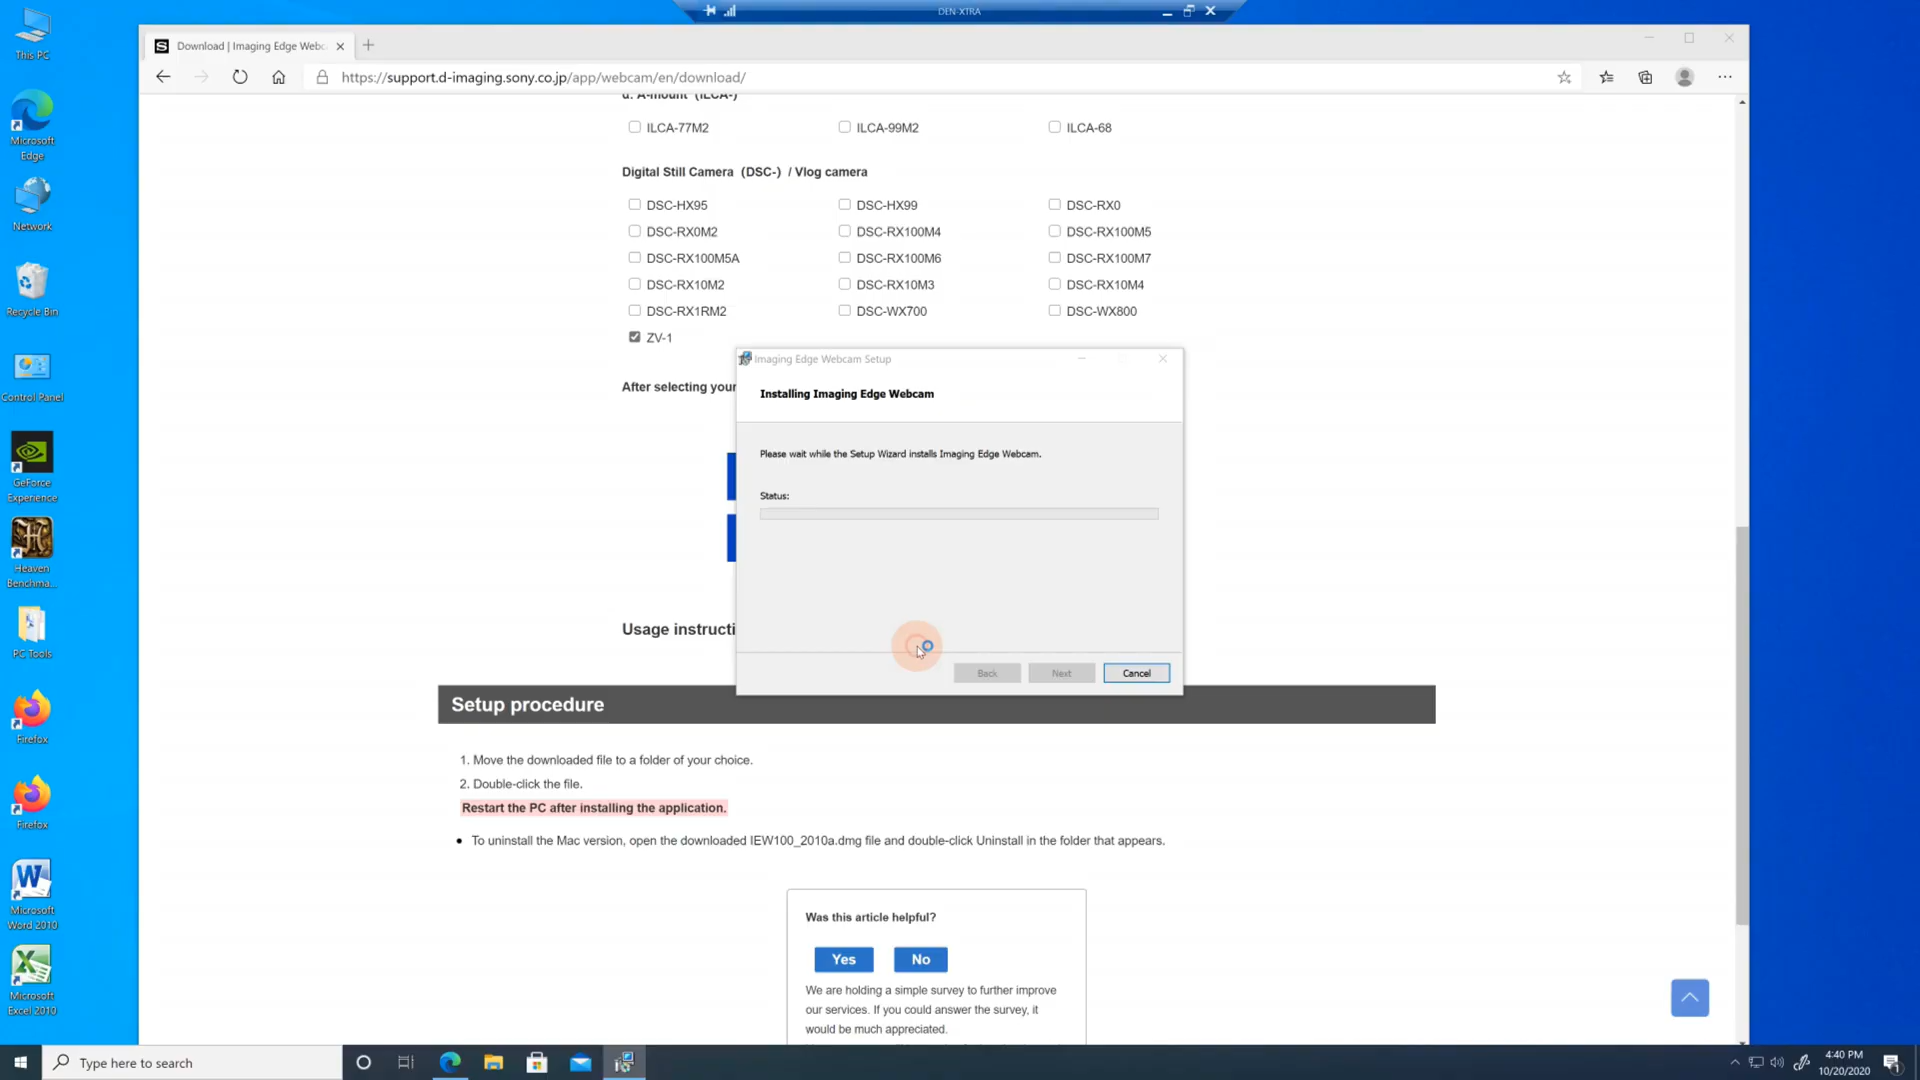 DEN-XTRA
This PC
Microsoft
Edge
Network
Recycle Bin
Control Panel
GeForce
Experience
Heaven
Benchma...
PC Tools
Firefox
Firefox
Microsoft
Word 2010
Microsoft
Excel 2010
Download | Imaging Edge Webc
https://support.d-imaging.sony.co.jp/app/webcam/en/download/
d. A-mount (ILCA-)
ILCA-77M2 ILCA-99M2 ILCA-68
Digital Still Camera (DSC-) / Vlog camera
DSC-HX95 DSC-HX99 DSC-RX0
DSC-RX0M2 DSC-RX100M4 DSC-RX100M5
DSC-RX100M5A DSC-RX100M6 DSC-RX100M7
DSC-RX10M2 DSC-RX10M3 DSC-RX10M4
DSC-RX1RM2 DSC-WX700 DSC-WX800
ZV-1
After selecting your
Imaging Edge Webcam Setup
Installing Imaging Edge Webcam
Please wait while the Setup Wizard installs Imaging Edge Webcam.
Status:
Back Next Cancel
Usage instructi
Setup procedure
1. Move the downloaded file to a folder of your choice.
2. Double-click the file.
Restart the PC after installing the application.
• To uninstall the Mac version, open the downloaded IEW100_2010a.dmg file and double-click Uninstall in the folder that appears.
Was this article helpful?
Yes No
We are holding a simple survey to further improve
our services. If you could answer the survey, it
would be much appreciated.
Type here to search
4:40 PM
10/20/2020
1